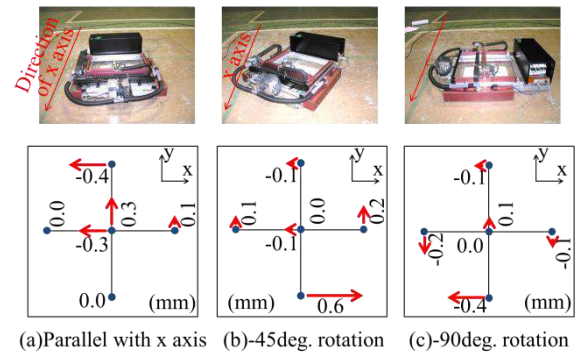 Direction
of x axis
x axis
y
x
-0.4
0.0
0.3
0.1
-0.3
0.0
(mm)
y
x
-0.1
0.1
0.0
0.2
-0.1
0.6
(mm)
y
x
-0.1
-0.2
0.0
0.1
-0.1
-0.4
(mm)
(a)Parallel with x axis
(b)-45deg. rotation
(c)-90deg. rotation